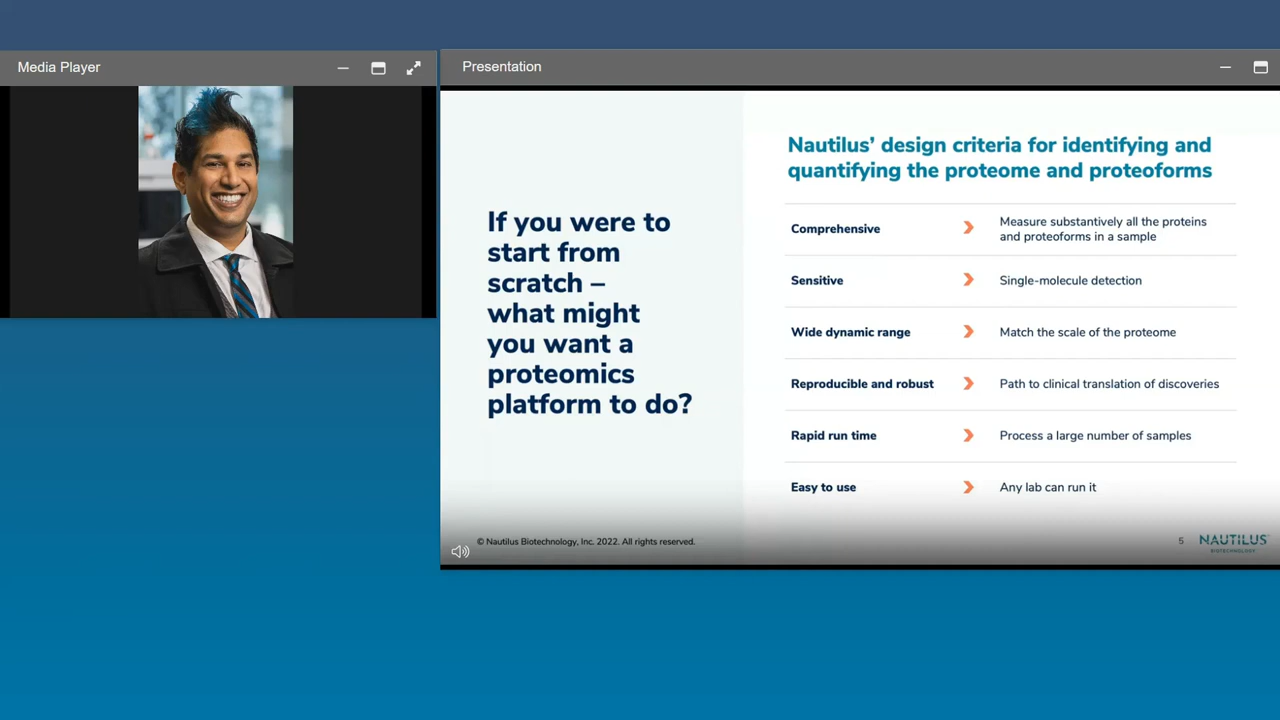 Media Player
Presentation
If you were to
start from
scratch –
what might
you want a
proteomics
platform to do?
Nautilus’ design criteria for identifying and
quantifying the proteome and proteoforms
Comprehensive
Measure substantively all the proteins
and proteoforms in a sample
Sensitive
Single-molecule detection
Wide dynamic range
Match the scale of the proteome
Reproducible and robust
Path to clinical translation of discoveries
Rapid run time
Process a large number of samples
Easy to use
Any lab can run it
© Nautilus Biotechnology, Inc. 2022. All rights reserved.
5
NAUTILUS
BIOTECHNOLOGY